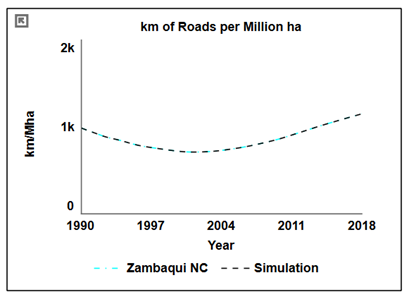 km of Roads per Million ha
2k
1k
0
km/Mha
1990 1997 2004 2011 2018
Year
Zambaqui NC Simulation